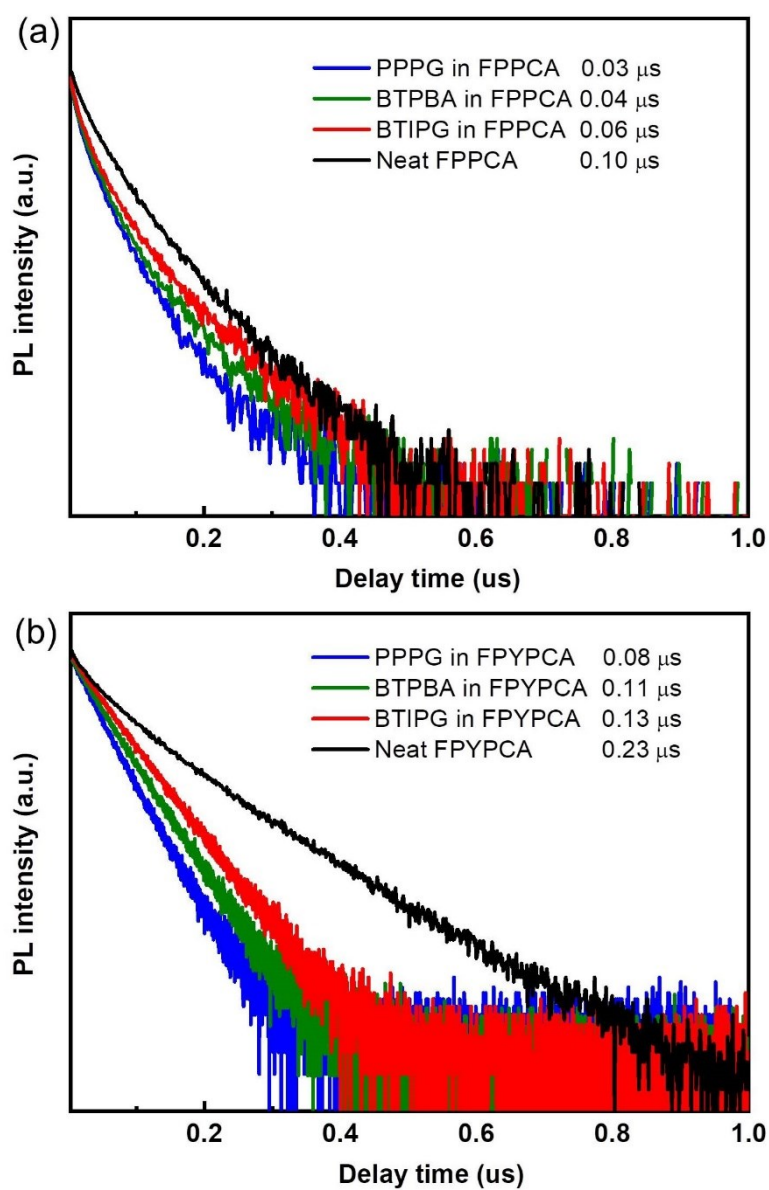 (a)
PPPG in FPPCA 0.03 μs
BTPBA in FPPCA 0.04 μs
BTIPG in FPPCA 0.06 μs
Neat FPPCA 0.10 μs
PL intensity (a.u.)
0.2 0.4 0.6 0.8 1.0
Delay time (us)
(b)
PPPG in FPYPCA 0.08 μs
BTPBA in FPYPCA 0.11 μs
BTIPG in FPYPCA 0.13 μs
Neat FPYPCA 0.23 μs
PL intensity (a.u.)
0.2 0.4 0.6 0.8 1.0
Delay time (us)